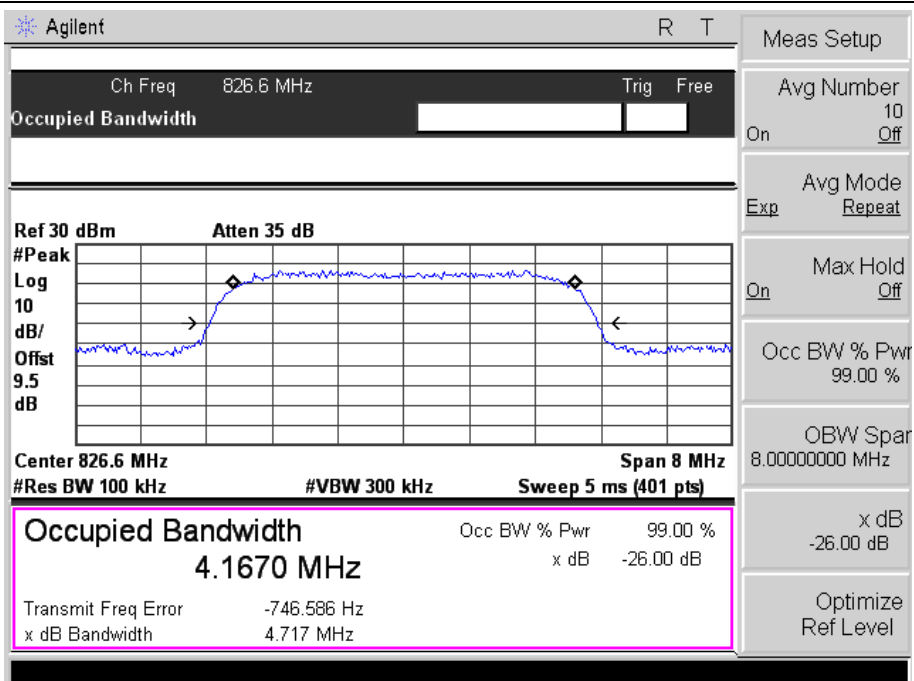 Agilent R T
Ch Freq 826.6 MHz Trig Free
Occupied Bandwidth
Ref 30 dBm Atten 35 dB
#Peak
Log
10
dB/
Offst
9.5
dB
Center 826.6 MHz Span 8 MHz
#Res BW 100 kHz #VBW 300 kHz Sweep 5 ms (401 pts)
Occupied Bandwidth
4.1670 MHz
Occ BW % Pwr 99.00 %
x dB -26.00 dB
Transmit Freq Error -746.586 Hz
x dB Bandwidth 4.717 MHz
Meas Setup
Avg Number
10
On Off
Avg Mode
Exp Repeat
Max Hold
On Off
Occ BW % Pwr
99.00 %
OBW Spar
8.00000000 MHz
x dB
-26.00 dB
Optimize
Ref Level